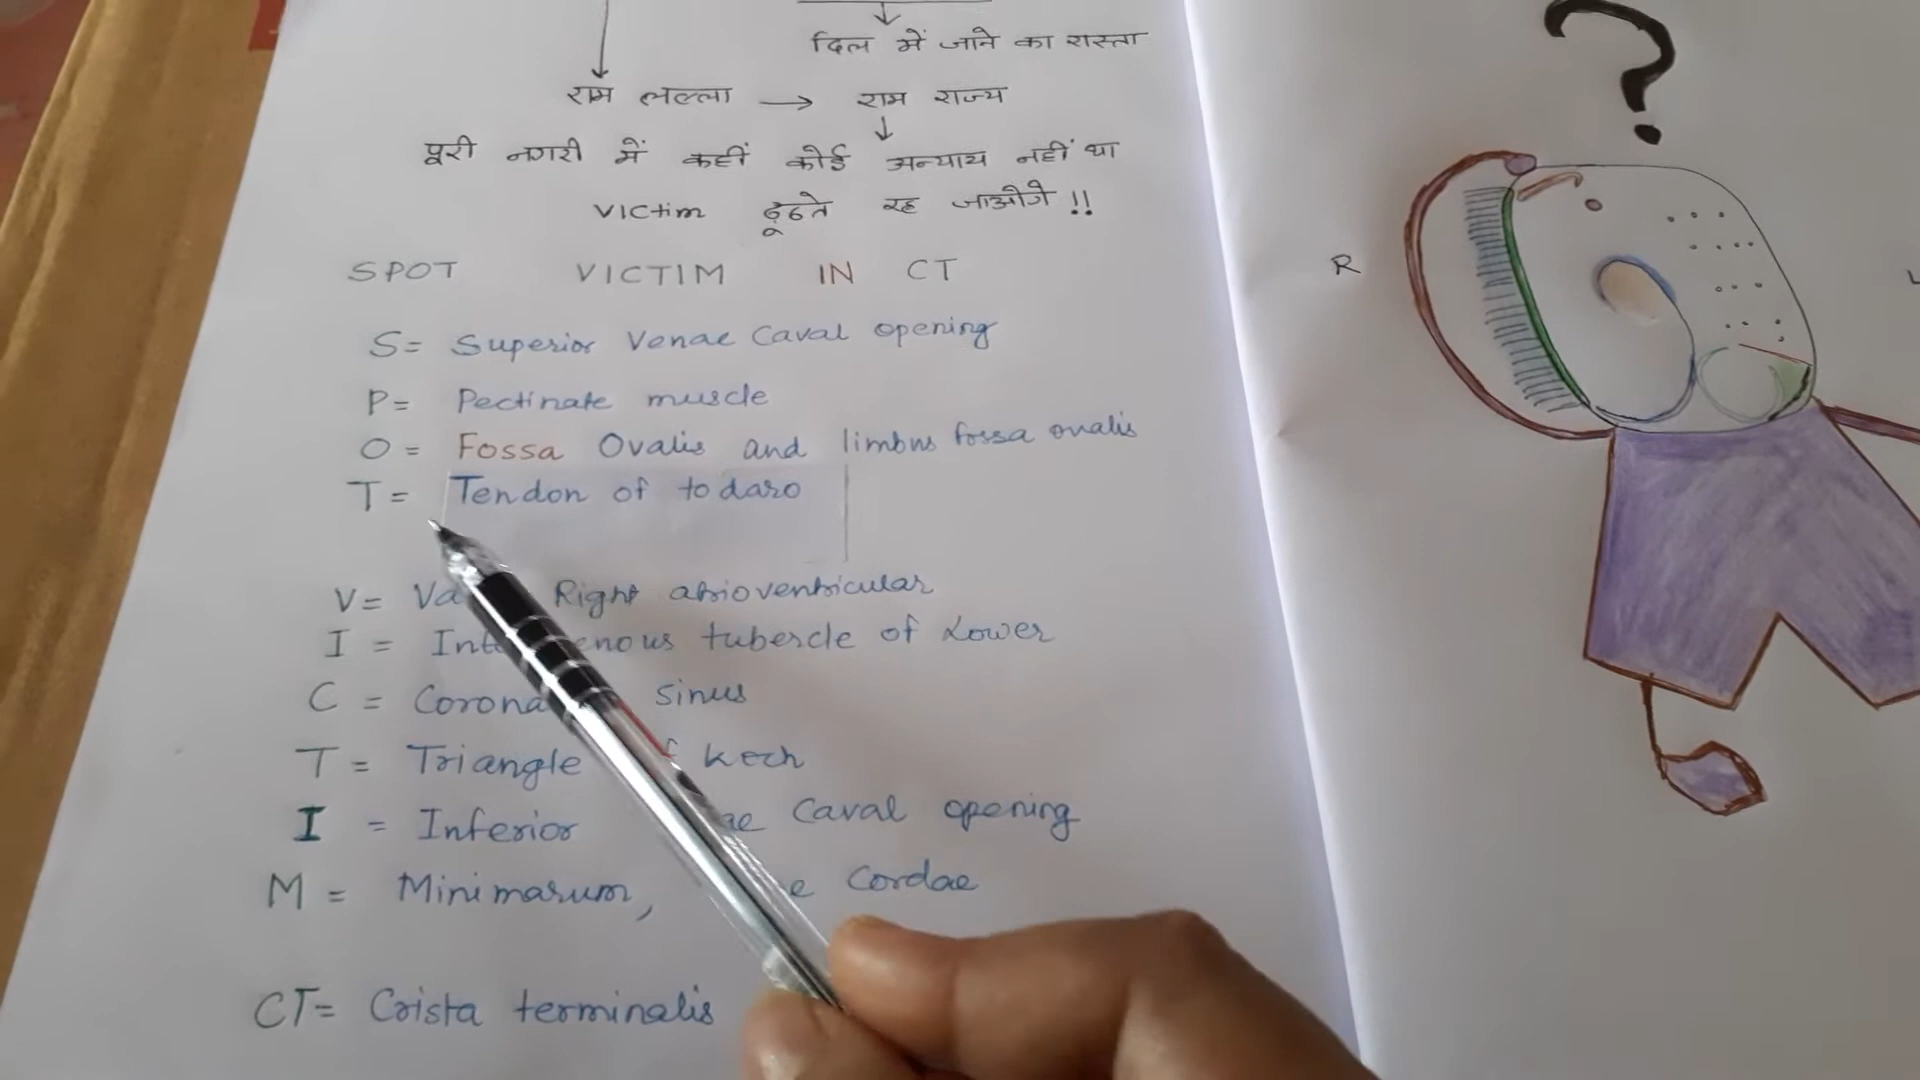 दिल में जाने का रास्ता
राम लल्ला → राम राज्य
पूरी नगरी में कहीं कोई अन्याय नहीं था
victim ढूंढते रह जाओगे !!
SPOT VICTIM IN CT
S= Superior Venae Caval opening
P= Pectinate muscle
O= Fossa Ovalis and limbus fossa ovalis
T= Tendon of todaro
V= Right atrioventricular
I = tubercle of Lower
C = sinus
T = Triangle Koch
I = Inferior Caval opening
M = Minimarum, Cordae
CT= Crista terminalis
?
R